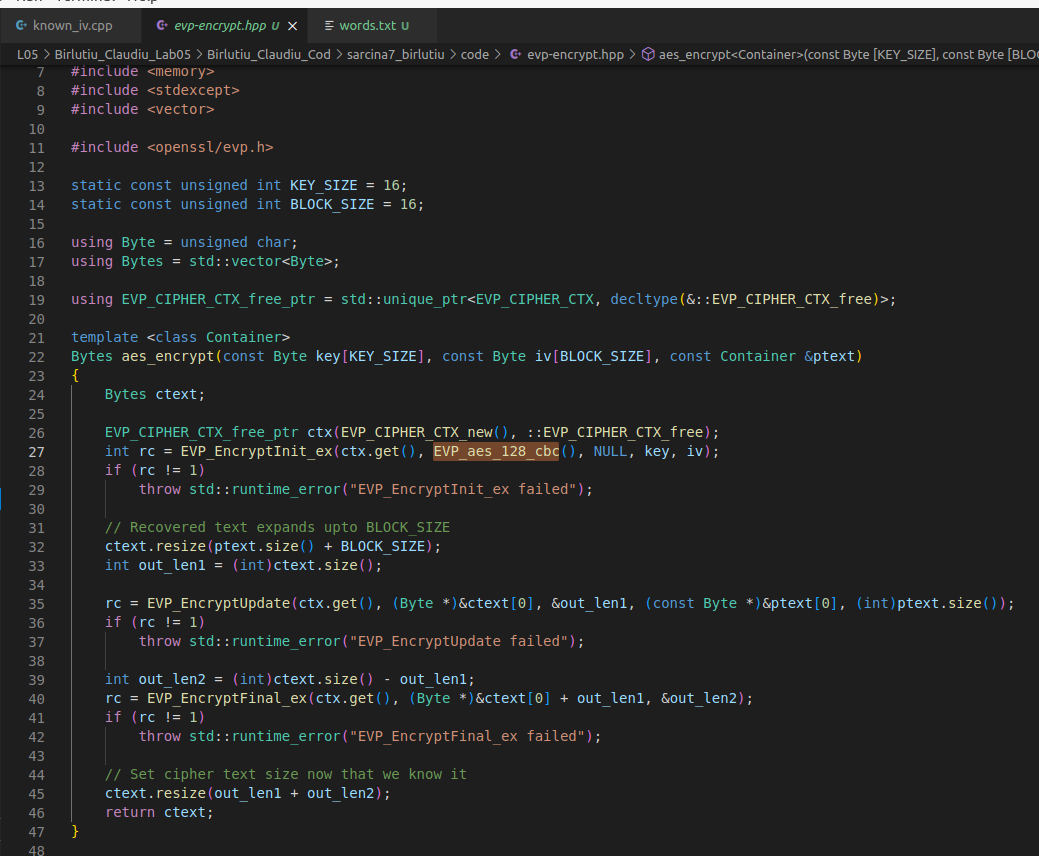 known_iv.cpp evp-encrypt.hpp U words.txt U
L05 > Birlutiu_Claudiu_Lab05 > Birlutiu_Claudiu_Cod > sarcina7_birlutiu > code > evp-encrypt.hpp > aes_encrypt<Container>(const Byte [KEY_SIZE], const Byte [BLO
7 #include <memory>
8 #include <stdexcept>
9 #include <vector>
10
11 #include <openssl/evp.h>
12
13 static const unsigned int KEY_SIZE = 16;
14 static const unsigned int BLOCK_SIZE = 16;
15
16 using Byte = unsigned char;
17 using Bytes = std::vector<Byte>;
18
19 using EVP_CIPHER_CTX_free_ptr = std::unique_ptr<EVP_CIPHER_CTX, decltype(&::EVP_CIPHER_CTX_free)>;
20
21 template <class Container>
22 Bytes aes_encrypt(const Byte key[KEY_SIZE], const Byte iv[BLOCK_SIZE], const Container &ptext)
23 {
24 Bytes ctext;
25
26 EVP_CIPHER_CTX_free_ptr ctx(EVP_CIPHER_CTX_new(), ::EVP_CIPHER_CTX_free);
27 int rc = EVP_EncryptInit_ex(ctx.get(), EVP_aes_128_cbc(), NULL, key, iv);
28 if (rc != 1)
29 throw std::runtime_error("EVP_EncryptInit_ex failed");
30
31 // Recovered text expands upto BLOCK_SIZE
32 ctext.resize(ptext.size() + BLOCK_SIZE);
33 int out_len1 = (int)ctext.size();
34
35 rc = EVP_EncryptUpdate(ctx.get(), (Byte *)&ctext[0], &out_len1, (const Byte *)&ptext[0], (int)ptext.size());
36 if (rc != 1)
37 throw std::runtime_error("EVP_EncryptUpdate failed");
38
39 int out_len2 = (int)ctext.size() - out_len1;
40 rc = EVP_EncryptFinal_ex(ctx.get(), (Byte *)&ctext[0] + out_len1, &out_len2);
41 if (rc != 1)
42 throw std::runtime_error("EVP_EncryptFinal_ex failed");
43
44 // Set cipher text size now that we know it
45 ctext.resize(out_len1 + out_len2);
46 return ctext;
47 }
48